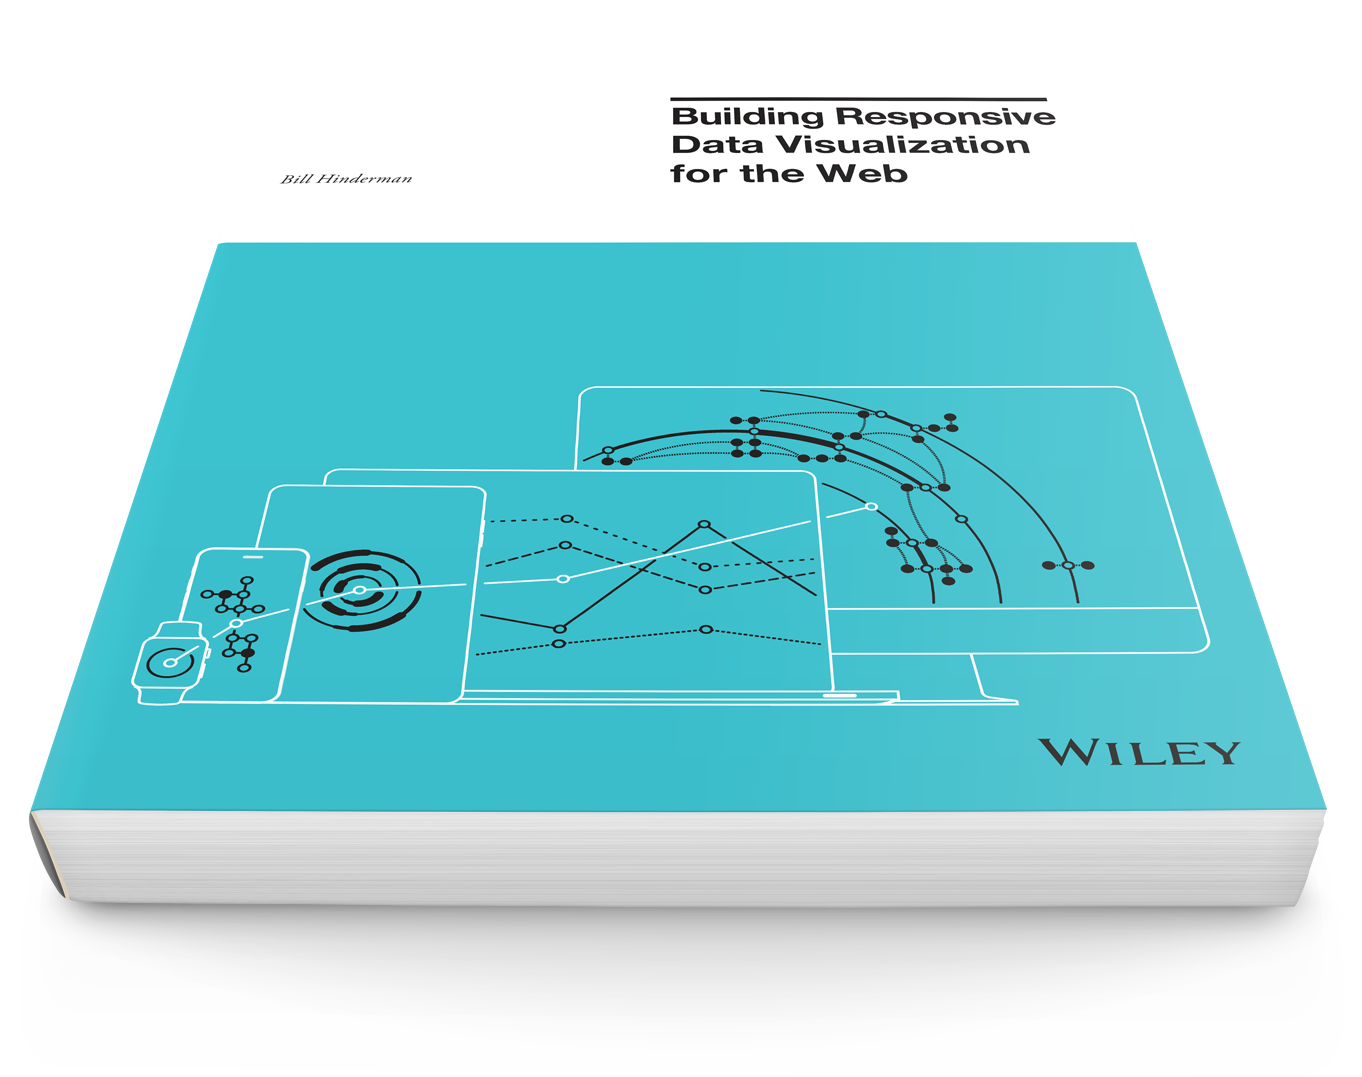 Building Responsive
Data Visualization
for the Web
Bill Hinderman
WILEY